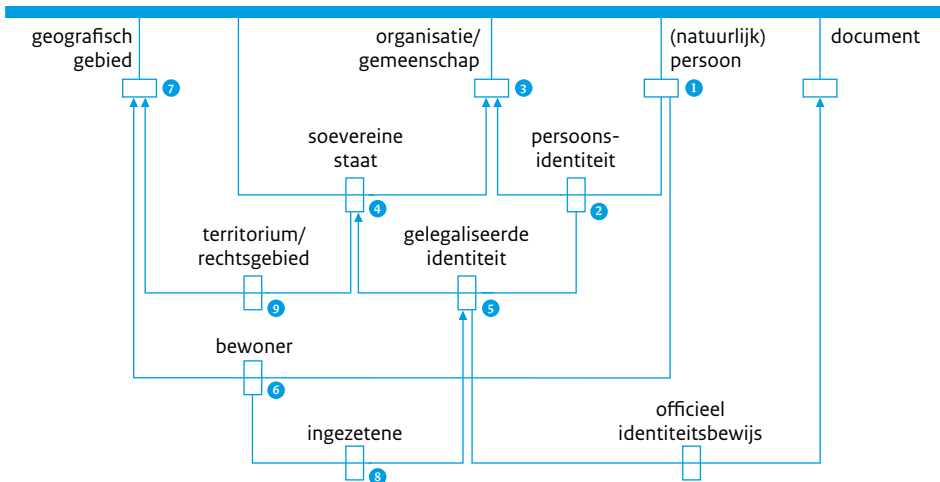 geografisch
gebied
7
organisatie/
gemeenschap
3
(natuurlijk)
persoon
1
document
soevereine
staat
4
persoons-
identiteit
2
territorium/
rechtsgebied
9
gelegaliseerde
identiteit
5
bewoner
6
ingezetene
8
officieel
identiteitsbewijs